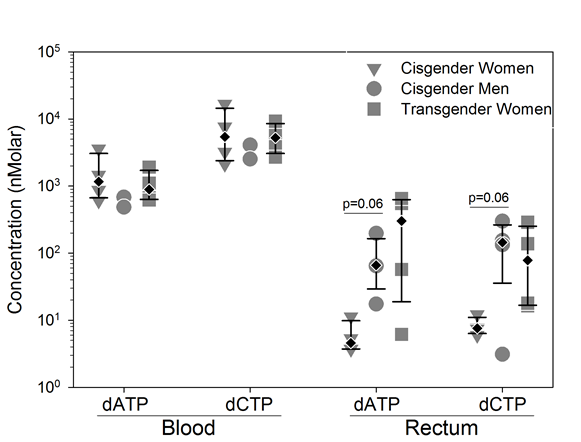 Concentration (nMolar)
10⁵
10⁴
10³
10²
10¹
10⁰
Cisgender Women
Cisgender Men
Transgender Women
p=0.06
p=0.06
dATP
dCTP
dATP
dCTP
Blood
Rectum